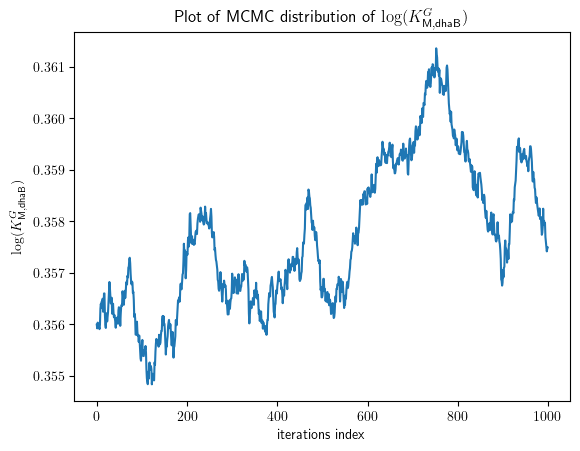 Plot of MCMC distribution of log(K^G_M,dhaB)
log(K^G_M,dhaB)
0.361
0.360
0.359
0.358
0.357
0.356
0.355
0 200 400 600 800 1000
iterations index